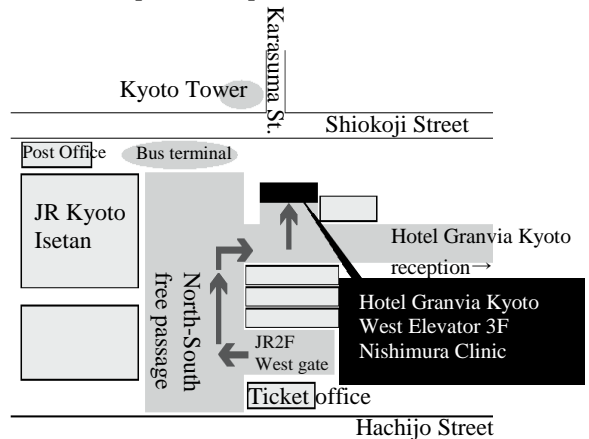 Karasuma St.
Kyoto Tower
Shiokoji Street
Post Office
Bus terminal
JR Kyoto
Isetan
Hotel Granvia Kyoto
reception→
North-South
free passage
Hotel Granvia Kyoto
West Elevator 3F
Nishimura Clinic
JR2F
West gate
Ticket office
Hachijo Street